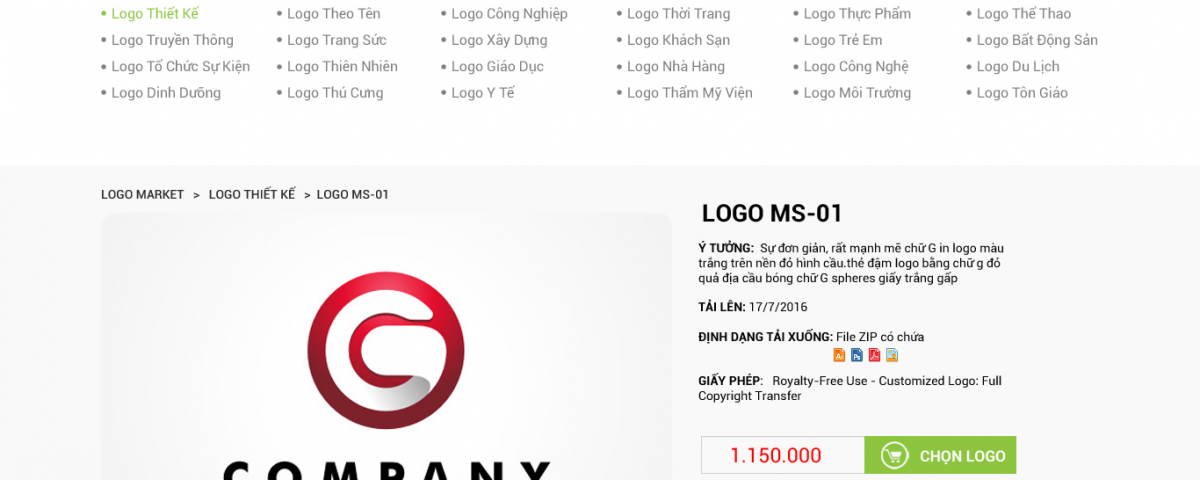 Logo Thiết Kế
Logo Theo Tên
Logo Công Nghiệp
Logo Thời Trang
Logo Thực Phẩm
Logo Thể Thao
Logo Truyền Thông
Logo Trang Sức
Logo Xây Dựng
Logo Khách Sạn
Logo Trẻ Em
Logo Bất Động Sản
Logo Tổ Chức Sự Kiện
Logo Thiên Nhiên
Logo Giáo Dục
Logo Nhà Hàng
Logo Công Nghệ
Logo Du Lịch
Logo Dinh Dưỡng
Logo Thú Cưng
Logo Y Tế
Logo Thẩm Mỹ Viện
Logo Môi Trường
Logo Tôn Giáo
LOGO MARKET > LOGO THIẾT KẾ > LOGO MS-01
COMPANY
LOGO MS-01
Ý TƯỞNG: Sự đơn giản, rất mạnh mẽ chữ G in logo màu
trắng trên nền đỏ hình cầu.thẻ đậm logo bằng chữ g đỏ
quả địa cầu bóng chữ G spheres giấy trắng gấp
TẢI LÊN: 17/7/2016
ĐỊNH DẠNG TẢI XUỐNG: File ZIP có chứa
Ai Ps
GIẤY PHÉP: Royalty-Free Use - Customized Logo: Full
Copyright Transfer
1.150.000
CHỌN LOGO